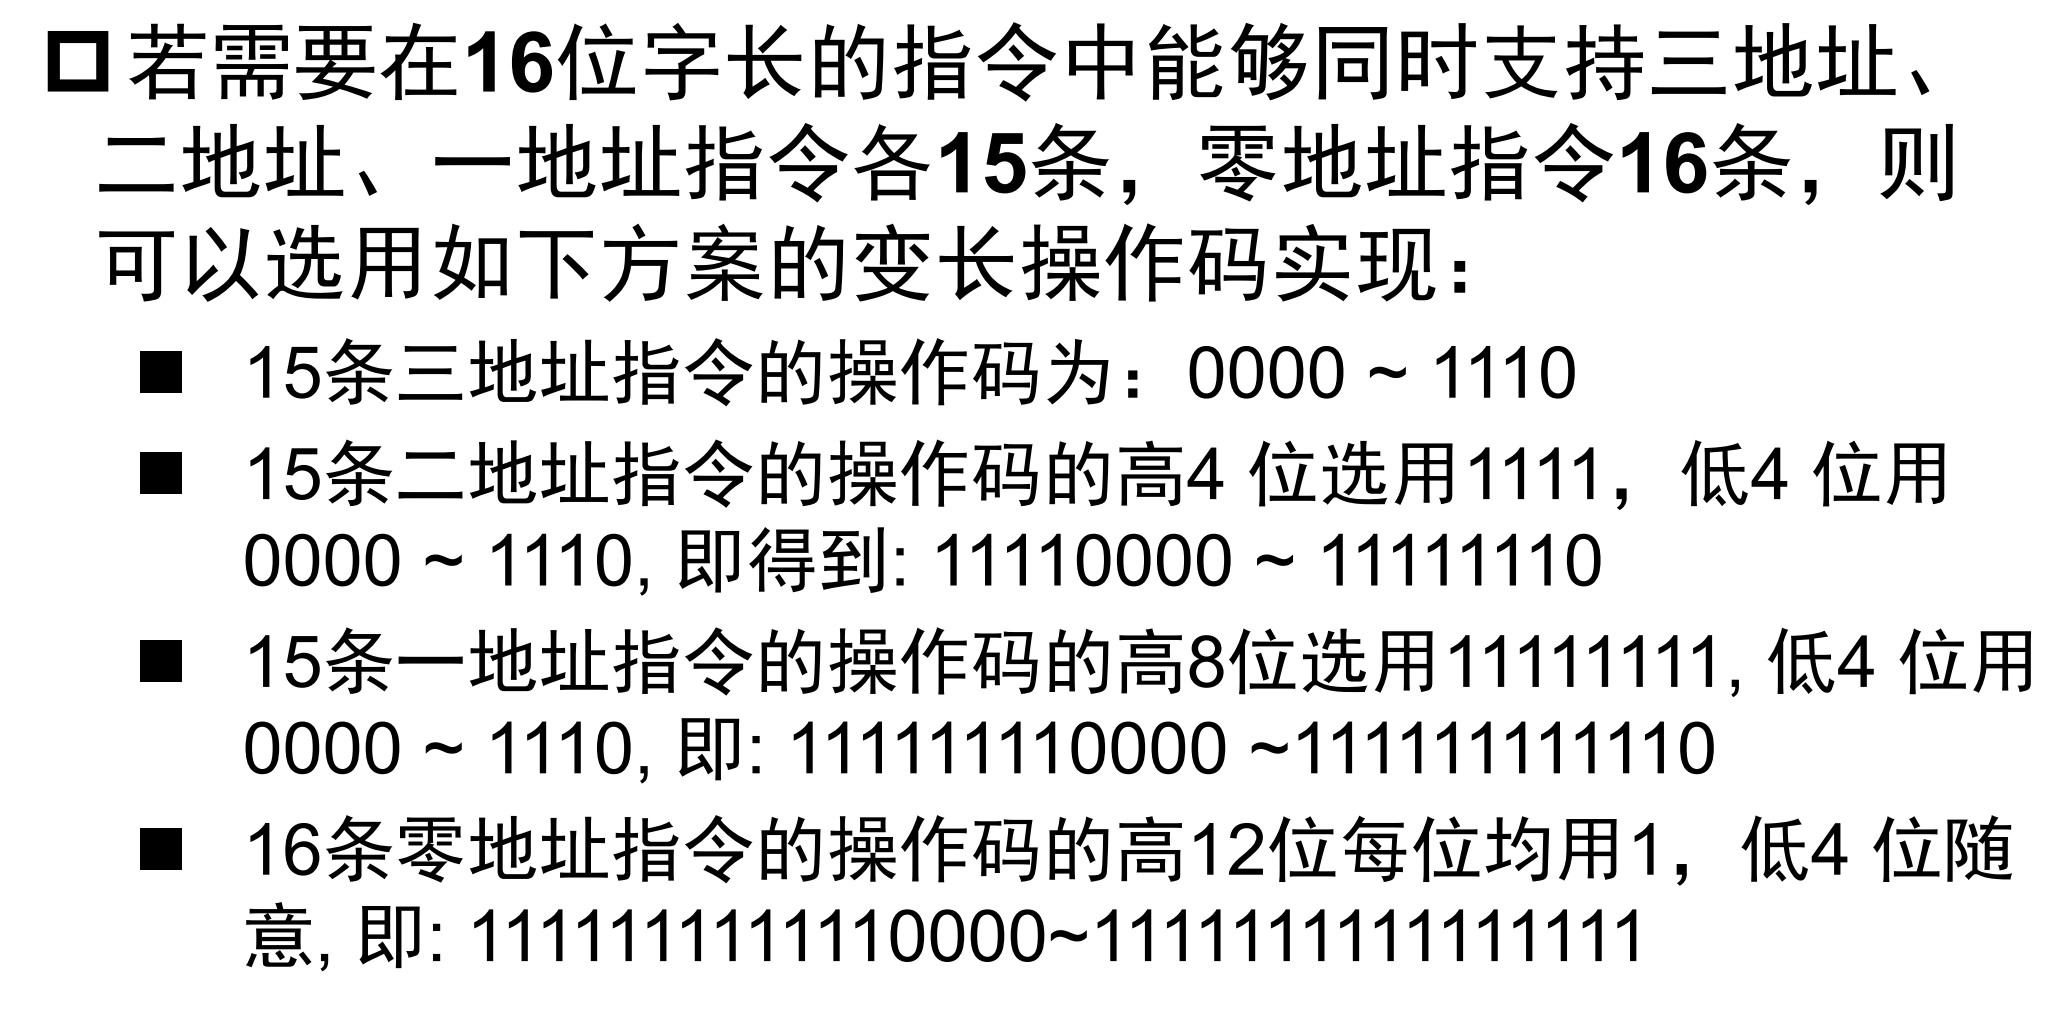 若需要在16位字长的指令中能够同时支持三地址、
二地址、一地址指令各15条，零地址指令16条，则
可以选用如下方案的变长操作码实现：
15条三地址指令的操作码为：0000 ~ 1110
15条二地址指令的操作码的高4 位选用1111，低4 位用
0000 ~ 1110, 即得到: 11110000 ~ 11111110
15条一地址指令的操作码的高8位选用11111111, 低4 位用
0000 ~ 1110, 即: 111111110000 ~111111111110
16条零地址指令的操作码的高12位每位均用1，低4 位随
意, 即: 1111111111110000~1111111111111111